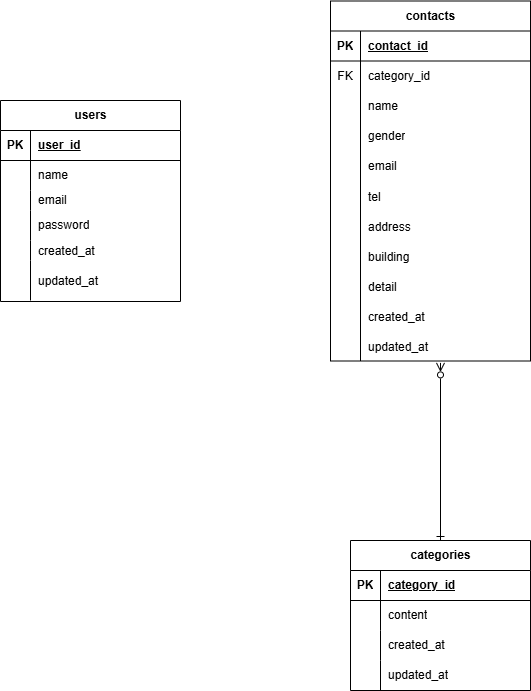 users
PK user_id
name
email
password
created_at
updated_at
contacts
PK contact_id
FK category_id
name
gender
email
tel
address
building
detail
created_at
updated_at
categories
PK category_id
content
created_at
updated_at